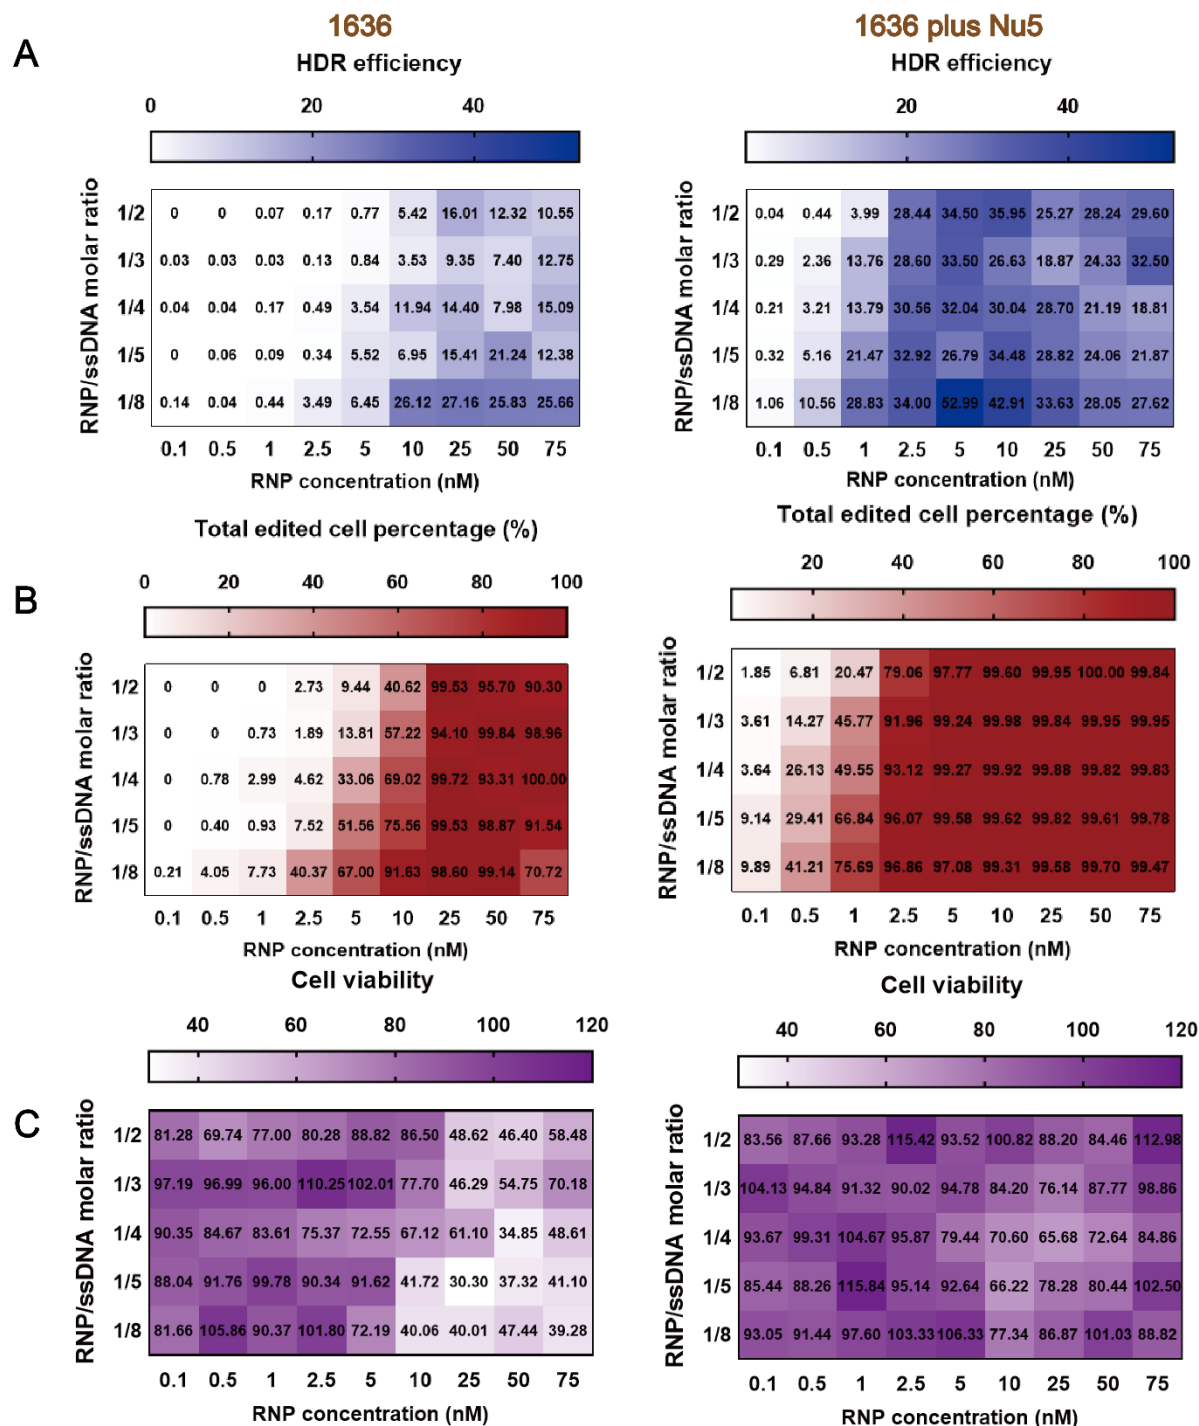 1636
1636 plus Nu5
A
HDR efficiency
HDR efficiency
0 20 40
20 40
RNP/ssDNA molar ratio
1/2 0 0 0.07 0.17 0.77 5.42 16.01 12.32 10.55
1/3 0.03 0.03 0.03 0.13 0.84 3.53 9.35 7.40 12.75
1/4 0.04 0.04 0.17 0.49 3.54 11.94 14.40 7.98 15.09
1/5 0 0.06 0.09 0.34 5.52 6.95 15.41 21.24 12.38
1/8 0.14 0.04 0.44 3.49 6.45 26.12 27.16 25.83 25.66
0.1 0.5 1 2.5 5 10 25 50 75
RNP concentration (nM)
RNP/ssDNA molar ratio
1/2 0.04 0.44 3.99 28.44 34.50 35.95 25.27 28.24 29.60
1/3 0.29 2.36 13.76 28.60 33.50 26.63 18.87 24.33 32.50
1/4 0.21 3.21 13.79 30.56 32.04 30.04 28.70 21.19 18.81
1/5 0.32 5.16 21.47 32.92 26.79 34.48 28.82 24.06 21.87
1/8 1.06 10.56 28.83 34.00 52.99 42.91 33.63 28.05 27.62
0.1 0.5 1 2.5 5 10 25 50 75
RNP concentration (nM)
B
Total edited cell percentage (%)
Total edited cell percentage (%)
0 20 40 60 80 100
20 40 60 80 100
RNP/ssDNA molar ratio
1/2 0 0 0 2.73 9.44 40.62 99.53 95.70 90.30
1/3 0 0 0.73 1.89 13.81 57.22 94.10 99.84 98.96
1/4 0 0.78 2.99 4.62 33.06 69.02 99.72 93.31 100.00
1/5 0 0.40 0.93 7.52 51.56 75.56 99.53 98.87 91.54
1/8 0.21 4.05 7.73 40.37 67.00 91.63 98.60 99.14 70.72
0.1 0.5 1 2.5 5 10 25 50 75
RNP concentration (nM)
RNP/ssDNA molar ratio
1/2 1.85 6.81 20.47 79.06 97.77 99.60 99.95 100.00 99.84
1/3 3.61 14.27 45.77 91.96 99.24 99.98 99.84 99.95 99.95
1/4 3.64 26.13 49.55 93.12 99.27 99.92 99.88 99.82 99.83
1/5 9.14 29.41 66.84 96.07 99.58 99.62 99.82 99.61 99.78
1/8 9.89 41.21 75.69 96.86 97.08 99.31 99.58 99.70 99.47
0.1 0.5 1 2.5 5 10 25 50 75
RNP concentration (nM)
C
Cell viability
Cell viability
40 60 80 100 120
40 60 80 100 120
RNP/ssDNA molar ratio
1/2 81.28 69.74 77.00 80.28 88.82 86.50 48.62 46.40 58.48
1/3 97.19 96.99 96.00 110.25 102.01 77.70 46.29 54.75 70.18
1/4 90.35 84.67 83.61 75.37 72.55 67.12 61.10 34.85 48.61
1/5 88.04 91.76 99.78 90.34 91.62 41.72 30.30 37.32 41.10
1/8 81.66 105.86 90.37 101.80 72.19 40.06 40.01 47.44 39.28
0.1 0.5 1 2.5 5 10 25 50 75
RNP concentration (nM)
RNP/ssDNA molar ratio
1/2 83.56 87.66 93.28 115.42 93.52 100.82 88.20 84.46 112.98
1/3 104.13 94.84 91.32 90.02 94.78 84.20 76.14 87.77 98.86
1/4 93.67 99.31 104.67 95.87 79.44 70.60 65.68 72.64 84.86
1/5 85.44 88.26 115.84 95.14 92.64 66.22 78.28 80.44 102.50
1/8 93.05 91.44 97.60 103.33 106.33 77.34 86.87 101.03 88.82
0.1 0.5 1 2.5 5 10 25 50 75
RNP concentration (nM)